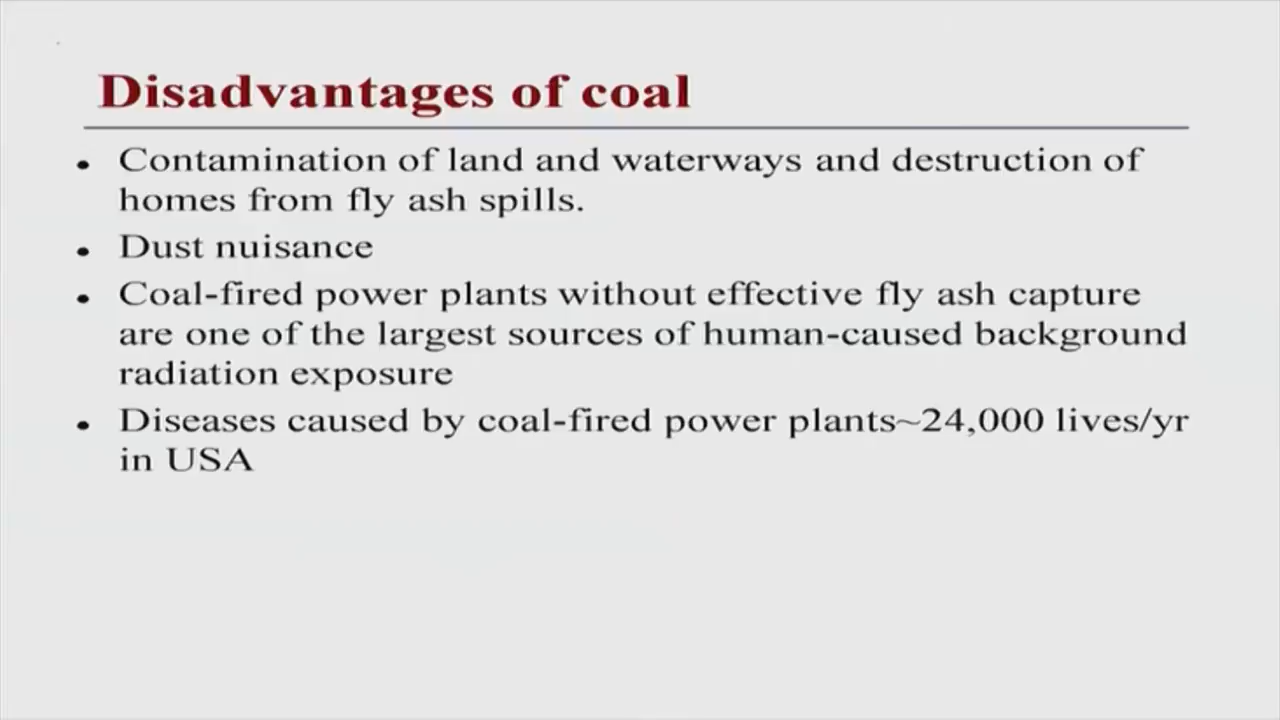 Disadvantages of coal
• Contamination of land and waterways and destruction of
homes from fly ash spills.
• Dust nuisance
• Coal-fired power plants without effective fly ash capture
are one of the largest sources of human-caused background
radiation exposure
• Diseases caused by coal-fired power plants~24,000 lives/yr
in USA